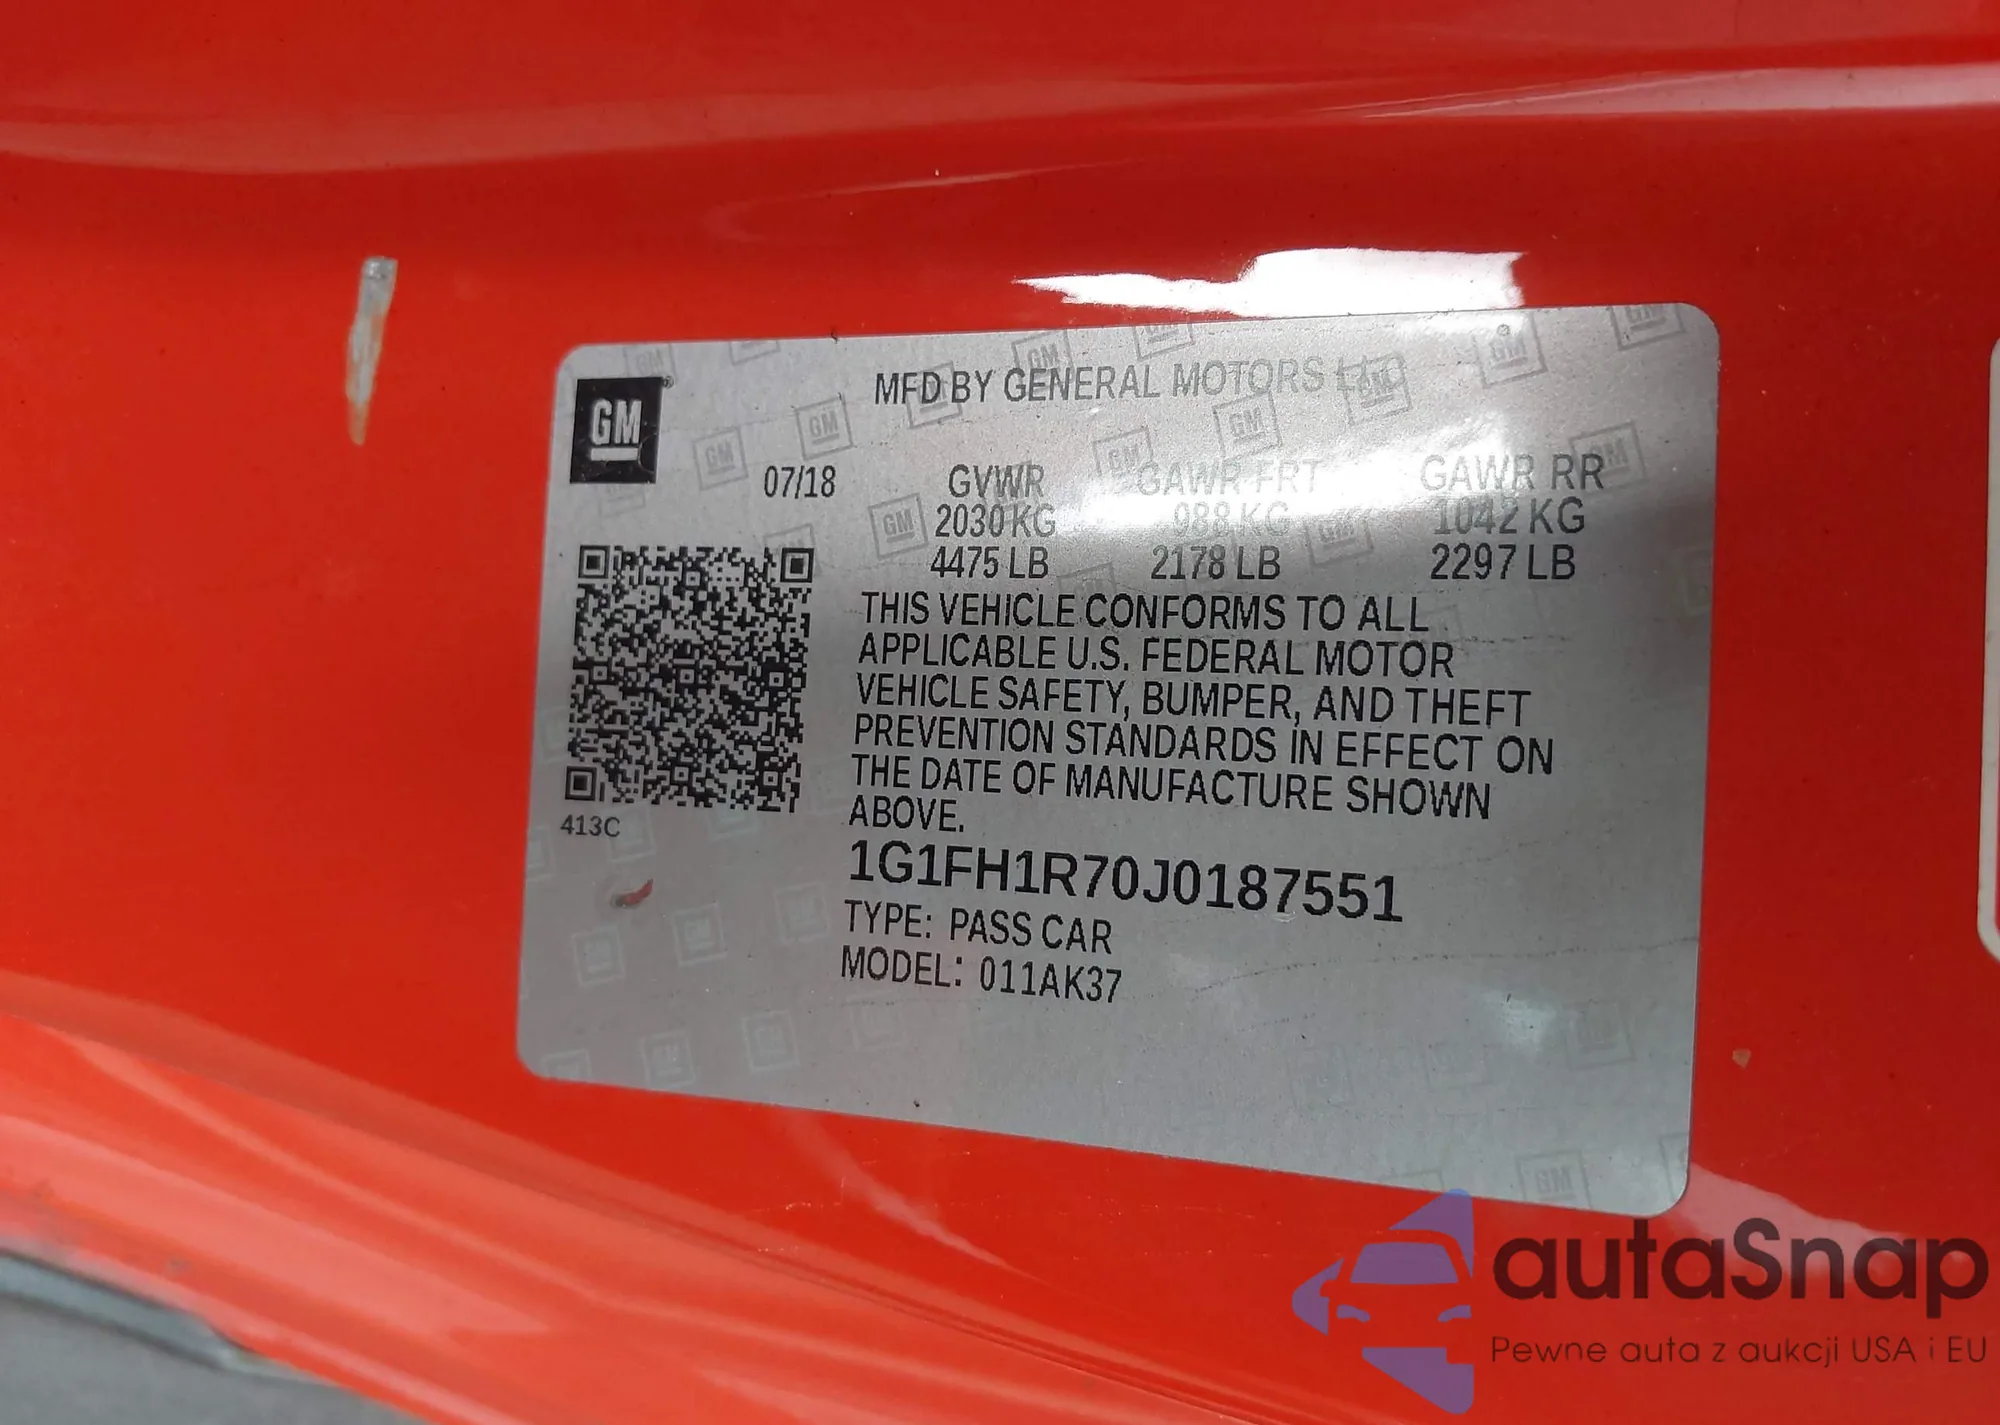 GM
MFD BY GENERAL MOTORS LLC
07/18 GVWR GAWR FRT GAWR RR
2030 KG 988 KG 1042 KG
4475 LB 2178 LB 2297 LB
THIS VEHICLE CONFORMS TO ALL
APPLICABLE U.S. FEDERAL MOTOR
VEHICLE SAFETY, BUMPER, AND THEFT
PREVENTION STANDARDS IN EFFECT ON
THE DATE OF MANUFACTURE SHOWN
ABOVE.
413C
1G1FH1R70J0187551
TYPE: PASS CAR
MODEL: 011AK37
autaSnap
Pewne auta z aukcji USA i EU